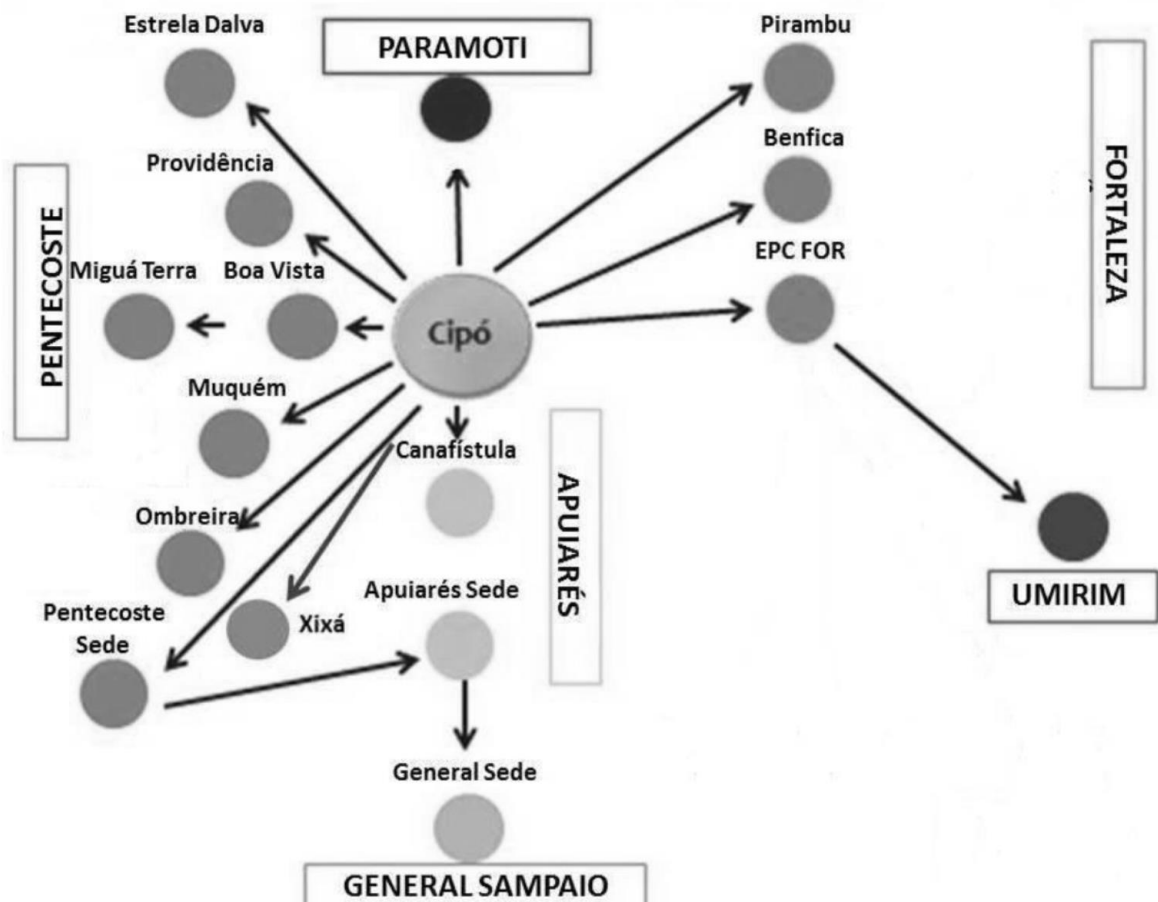 Estrela Dalva
PARAMOTI
Pirambu
Benfica
Providência
FORTALEZA
PENTECOSTE
Miguá Terra
Boa Vista
EPC FOR
Cipó
Muquém
Canafístula
APUIARÉS
Ombreira
Apuiarés Sede
UMIRIM
Pentecoste
Sede
Xixá
General Sede
GENERAL SAMPAIO